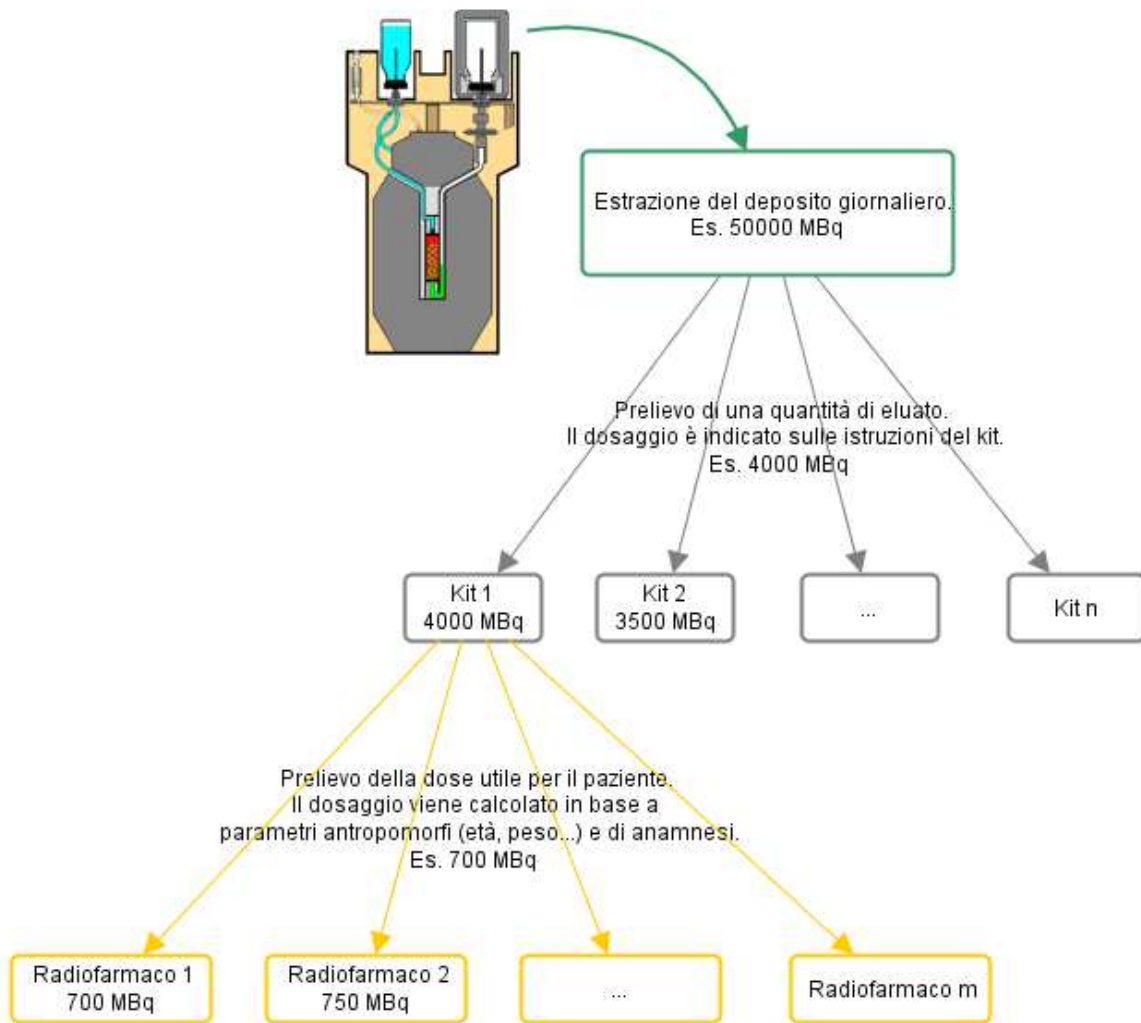 Estrazione del deposito giornaliero.
Es. 50000 MBq
Prelievo di una quantità di eluato.
Il dosaggio è indicato sulle istruzioni del kit.
Es. 4000 MBq
Kit 1
4000 MBq
Kit 2
3500 MBq
...
Kit n
Prelievo della dose utile per il paziente.
Il dosaggio viene calcolato in base a
parametri antropomorfi (età, peso...) e di anamnesi.
Es. 700 MBq
Radiofarmaco 1
700 MBq
Radiofarmaco 2
750 MBq
...
Radiofarmaco m